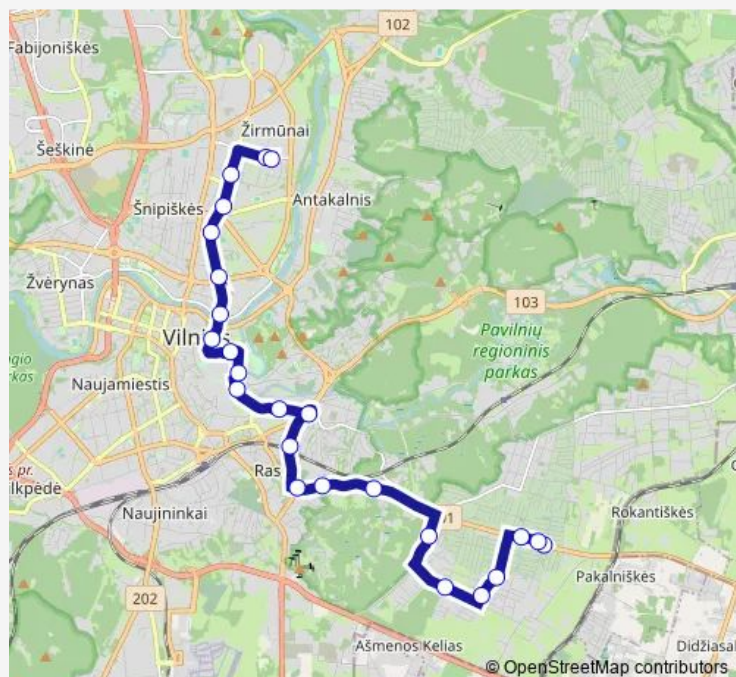 102
Fabijoniškės
Žirmūnai
Šeškinė
Antakalnis
Šnipiškės
Žvėrynas
103
Pavilnių
regioninis
parkas
Naujamiestis
Ras
Naujininkai
Rokantiškės
202
Pakalniškės
Ašmenos Kelias
© OpenStreetMap contributors